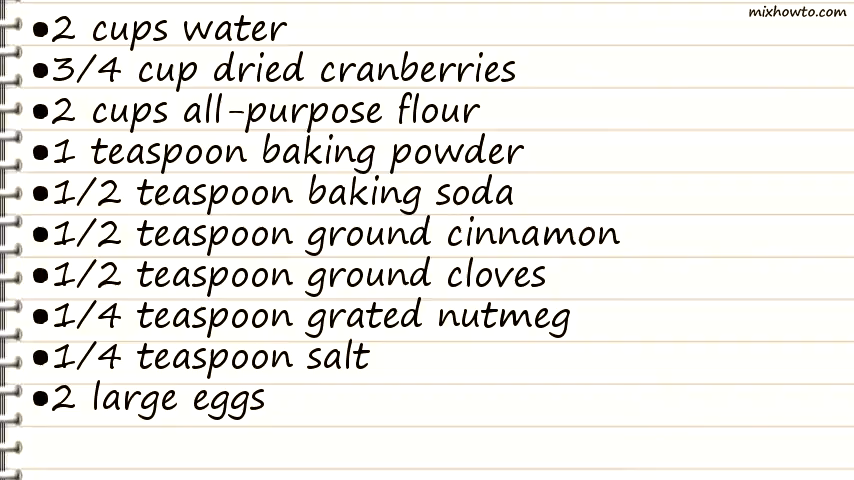 mixhowto.com
•2 cups water
•3/4 cup dried cranberries
•2 cups all-purpose flour
•1 teaspoon baking powder
•1/2 teaspoon baking soda
•1/2 teaspoon ground cinnamon
•1/2 teaspoon ground cloves
•1/4 teaspoon grated nutmeg
•1/4 teaspoon salt
•2 large eggs